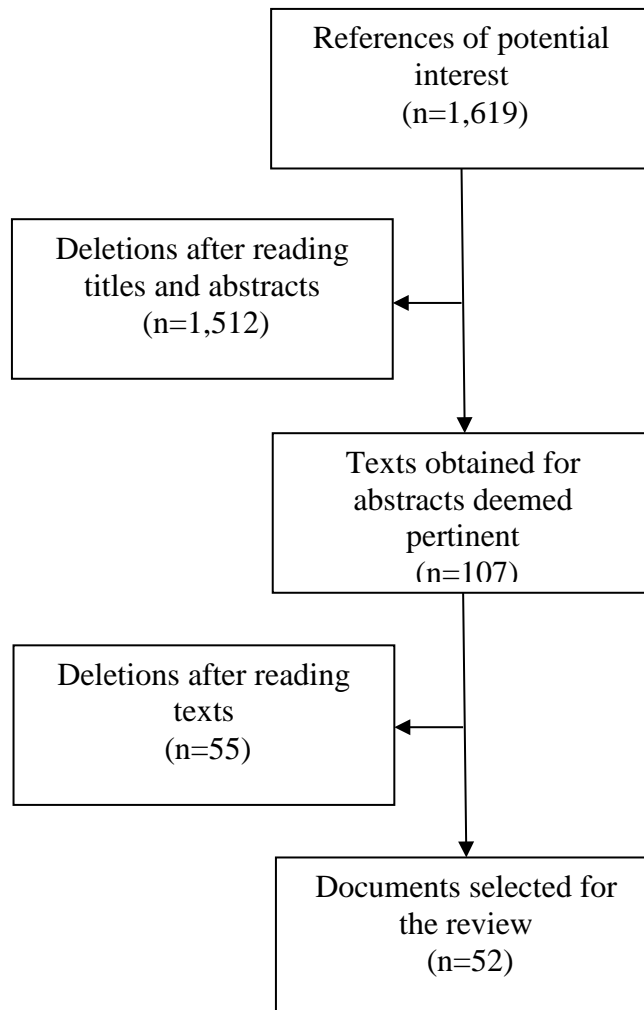 References of potential
interest
(n=1,619)
Deletions after reading
titles and abstracts
(n=1,512)
Texts obtained for
abstracts deemed
pertinent
(n=107)
Deletions after reading
texts
(n=55)
Documents selected for
the review
(n=52)